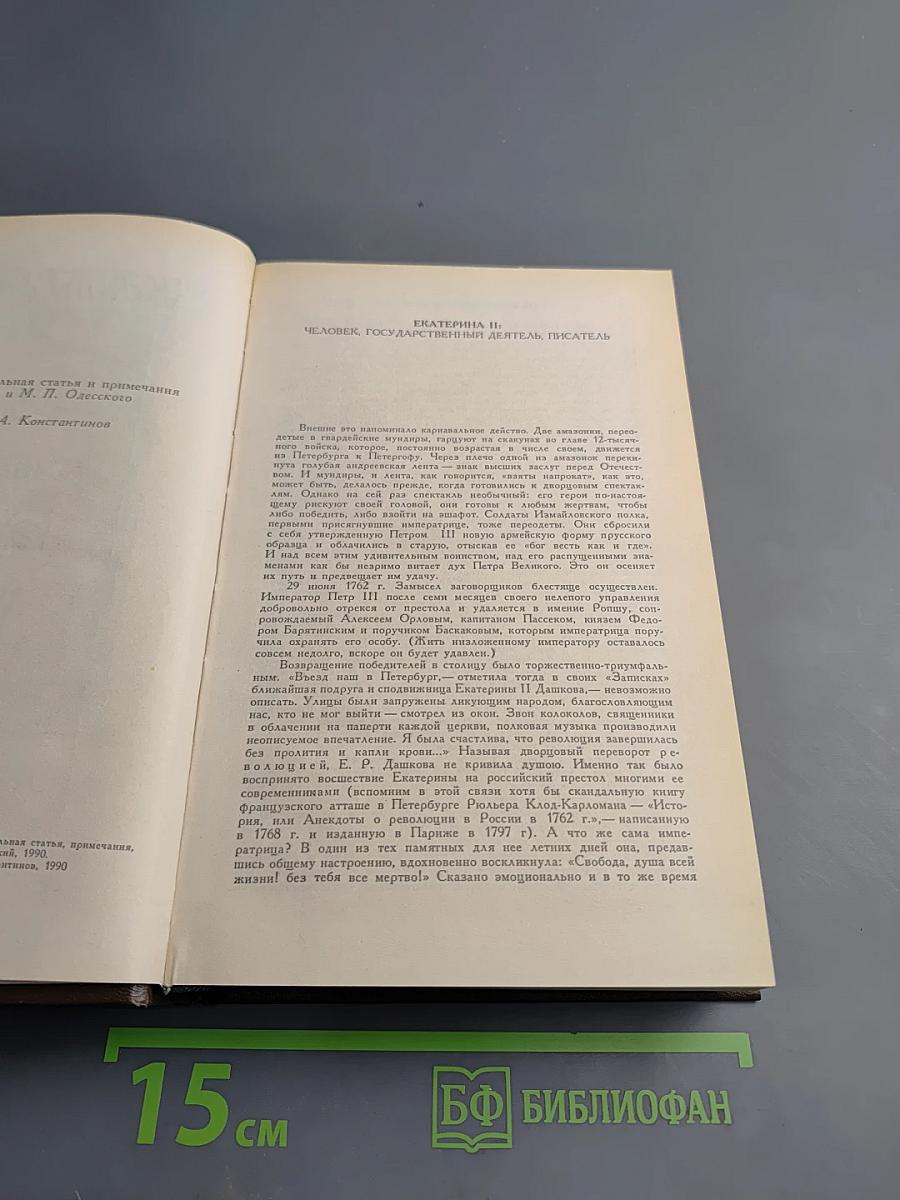 льная статья и примечания
и М. П. Одесского
А. Константинов
льная статья, примечания,
кий, 1990.
нтинов, 1990
ЕКАТЕРИНА II:
ЧЕЛОВЕК, ГОСУДАРСТВЕННЫЙ ДЕЯТЕЛЬ, ПИСАТЕЛЬ
Внешне это напоминало карнавальное действо. Две амазонки, перео-
детые в гвардейские мундиры, гарцуют на скакунах во главе 12-тысяч-
ного войска, которое, постоянно возрастая в числе своем, движется
из Петербурга к Петергофу. Через плечо одной из амазонок переки-
нута голубая андреевская лента — знак высших заслуг перед Отечест-
вом. И мундиры, и лента, как говорится, «взяты напрокат», как это,
может быть, делалось прежде, когда готовились к дворцовым спектак-
лям. Однако на сей раз спектакль необычный: его герои по-настоя-
щему рискуют своей головой, они готовы к любым жертвам, чтобы
либо победить, либо взойти на эшафот. Солдаты Измайловского полка,
первыми присягнувшие императрице, тоже переодеты. Они сбросили
с себя утвержденную Петром III новую армейскую форму прусского
образца и облачились в старую, отыскав ее «бог весть как и где».
И над всем этим удивительным воинством, над его распущенными зна-
менами как бы незримо витает дух Петра Великого. Это он осеняет
их путь и предвещает им удачу.
29 июня 1762 г. Замысел заговорщиков блестяще осуществлен.
Император Петр III после семи месяцев своего нелепого управления
добровольно отрекся от престола и удаляется в имение Ропшу, соп-
ровождаемый Алексеем Орловым, капитаном Пассеком, князем Федо-
ром Барятинским и поручиком Баскаковым, которым императрица пору-
чила охранять его особу. (Жить низложенному императору оставалось
совсем недолго, вскоре он будет удавлен.)
Возвращение победителей в столицу было торжественно-триумфаль-
ным. «Въезд наш в Петербург,— отметила тогда в своих «Записках»
ближайшая подруга и сподвижница Екатерины II Дашкова,— невозможно
описать. Улицы были запружены ликующим народом, благословляющим
нас, кто не мог выйти — смотрел из окон. Звон колоколов, священники
в облачении на паперти каждой церкви, полковая музыка производили
неописуемое впечатление. Я была счастлива, что революция завершилась
без пролития и капли крови...» Называя дворцовый переворот р е-
в о л ю ц и е й, Е. Р. Дашкова не кривила душою. Именно так было
воспринято восшествие Екатерины на российский престол многими ее
современниками (вспомним в этой связи хотя бы скандальную книгу
французского атташе в Петербурге Рюльера Клод-Карломана — «Исто-
рия, или Анекдоты о революции в России в 1762 г.»,— написанную
в 1768 г. и изданную в Париже в 1797 г). А что же сама импе-
ратрица? В один из тех памятных для нее летних дней она, предав-
шись общему настроению, вдохновенно воскликнула: «Свобода, душа всей
жизни! без тебя все мертво!» Сказано эмоционально и в то же время
15 см
БФ БИБЛИОФАН